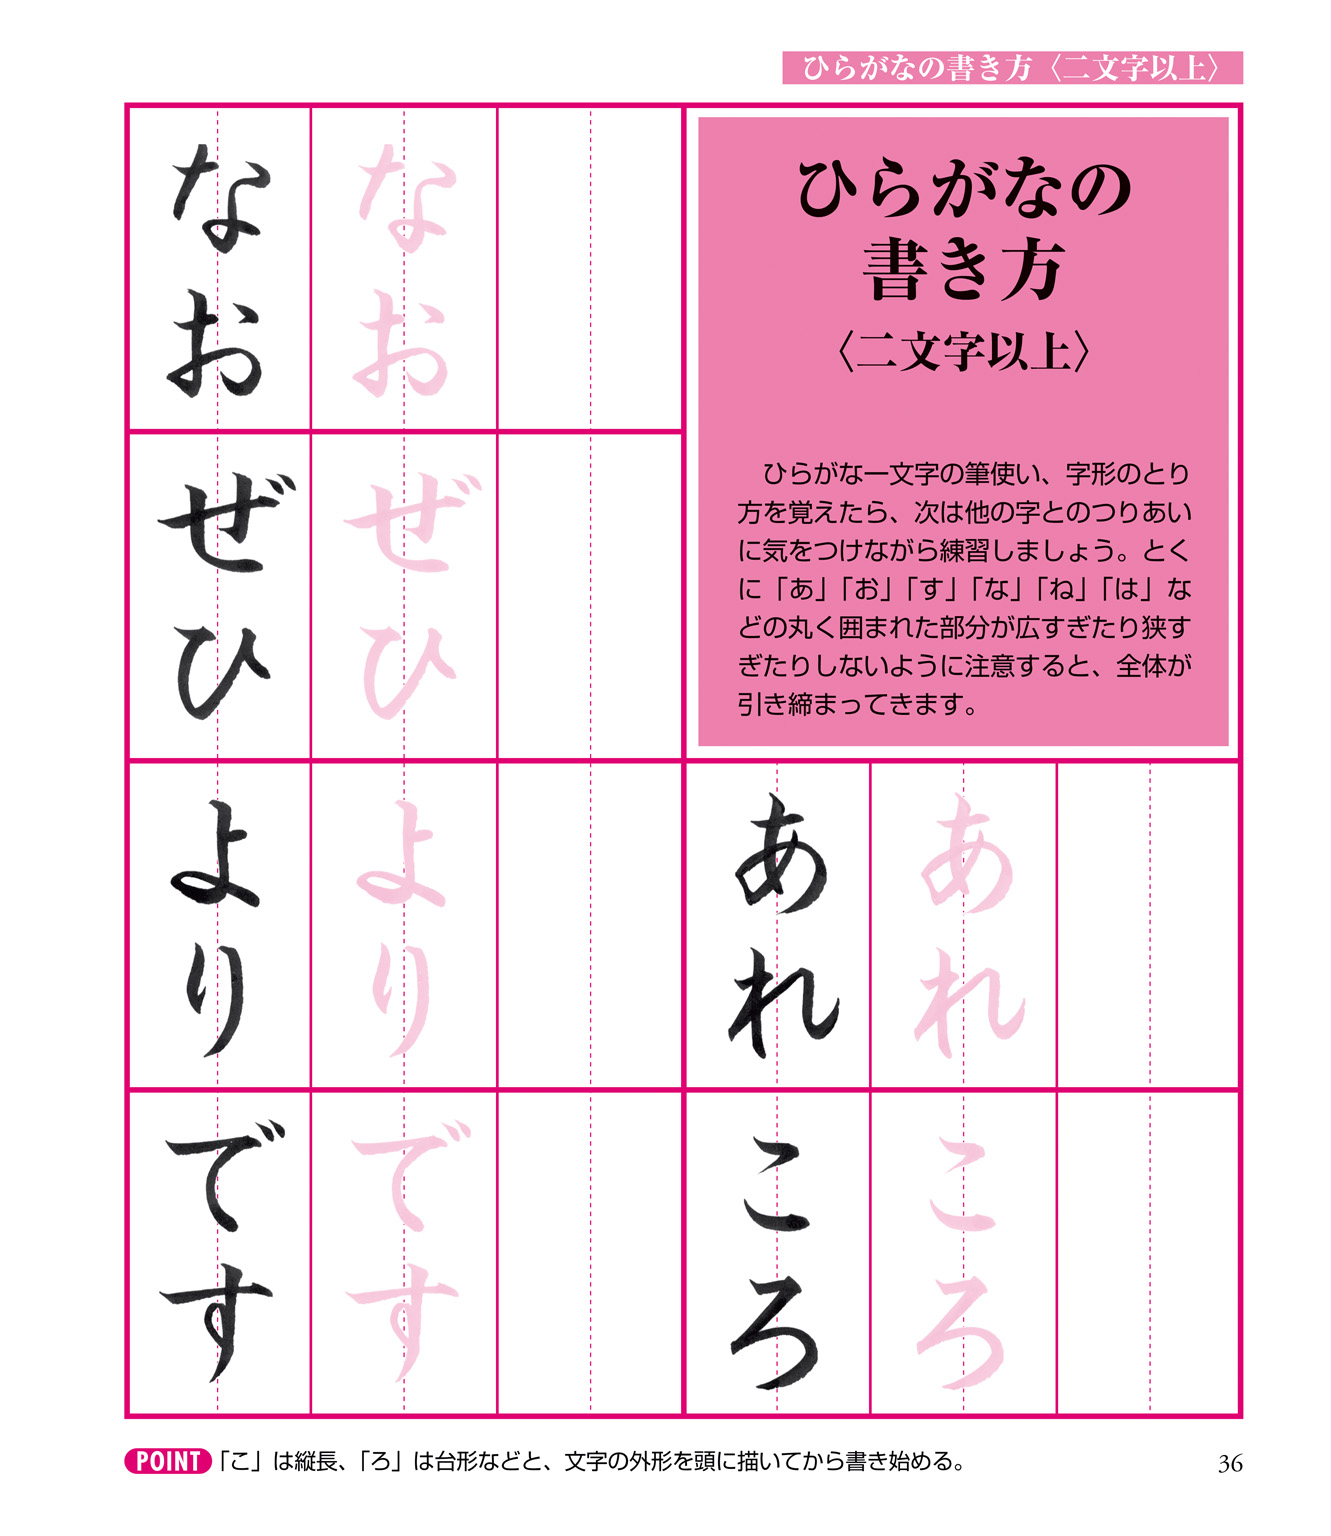 ひらがなの書き方〈二文字以上〉
ひらがなの
書き方
〈二文字以上〉
ひらがな一文字の筆使い、字形のとり
方を覚えたら、次は他の字とのつりあい
に気をつけながら練習しましょう。とく
に「あ」「お」「す」「な」「ね」「は」な
どの丸く囲まれた部分が広すぎたり狭す
ぎたりしないように注意すると、全体が
引き締まってきます。
あれ
あれ
ころ
ころ
なお
なお
ぜひ
ぜひ
より
より
です
です
POINT「こ」は縦長、「ろ」は台形などと、文字の外形を頭に描いてから書き始める。
36